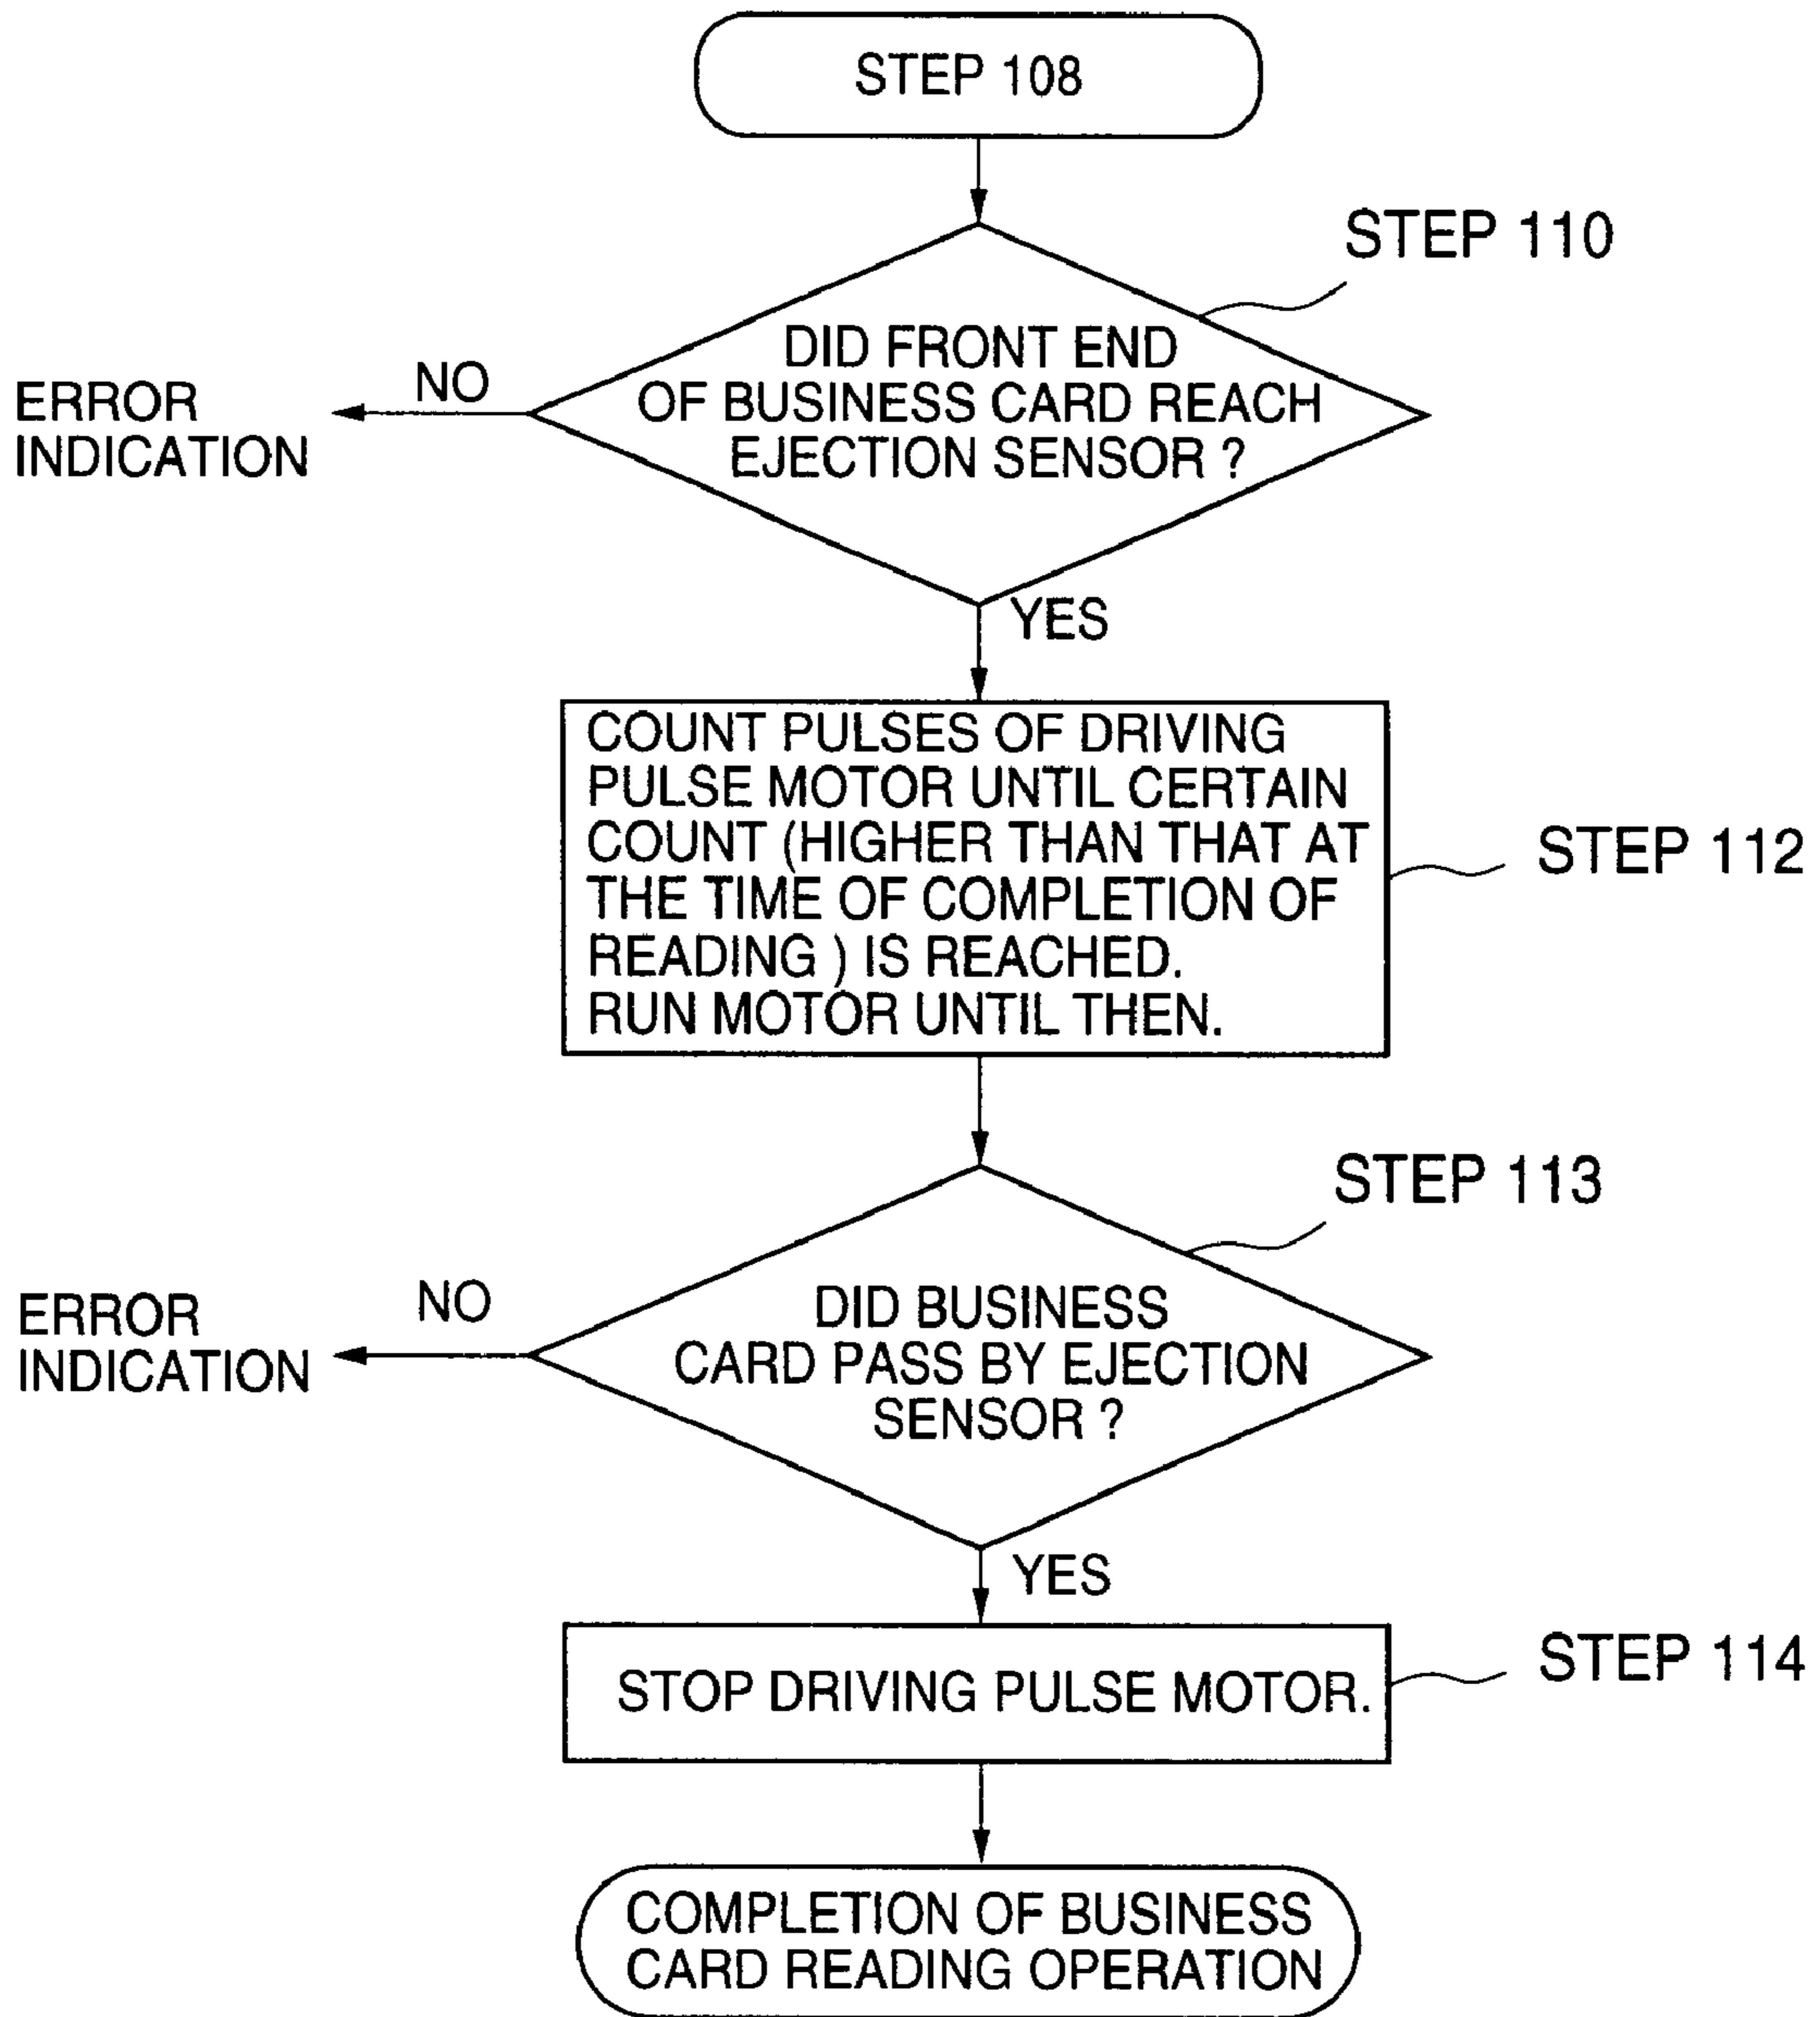 STEP 108
STEP 110
DID FRONT END
OF BUSINESS CARD REACH
EJECTION SENSOR ?
NO
ERROR
INDICATION
YES
COUNT PULSES OF DRIVING
PULSE MOTOR UNTIL CERTAIN
COUNT (HIGHER THAN THAT AT
THE TIME OF COMPLETION OF
READING ) IS REACHED.
RUN MOTOR UNTIL THEN.
STEP 112
STEP 113
DID BUSINESS
CARD PASS BY EJECTION
SENSOR ?
NO
ERROR
INDICATION
YES
STOP DRIVING PULSE MOTOR.
STEP 114
COMPLETION OF BUSINESS
CARD READING OPERATION